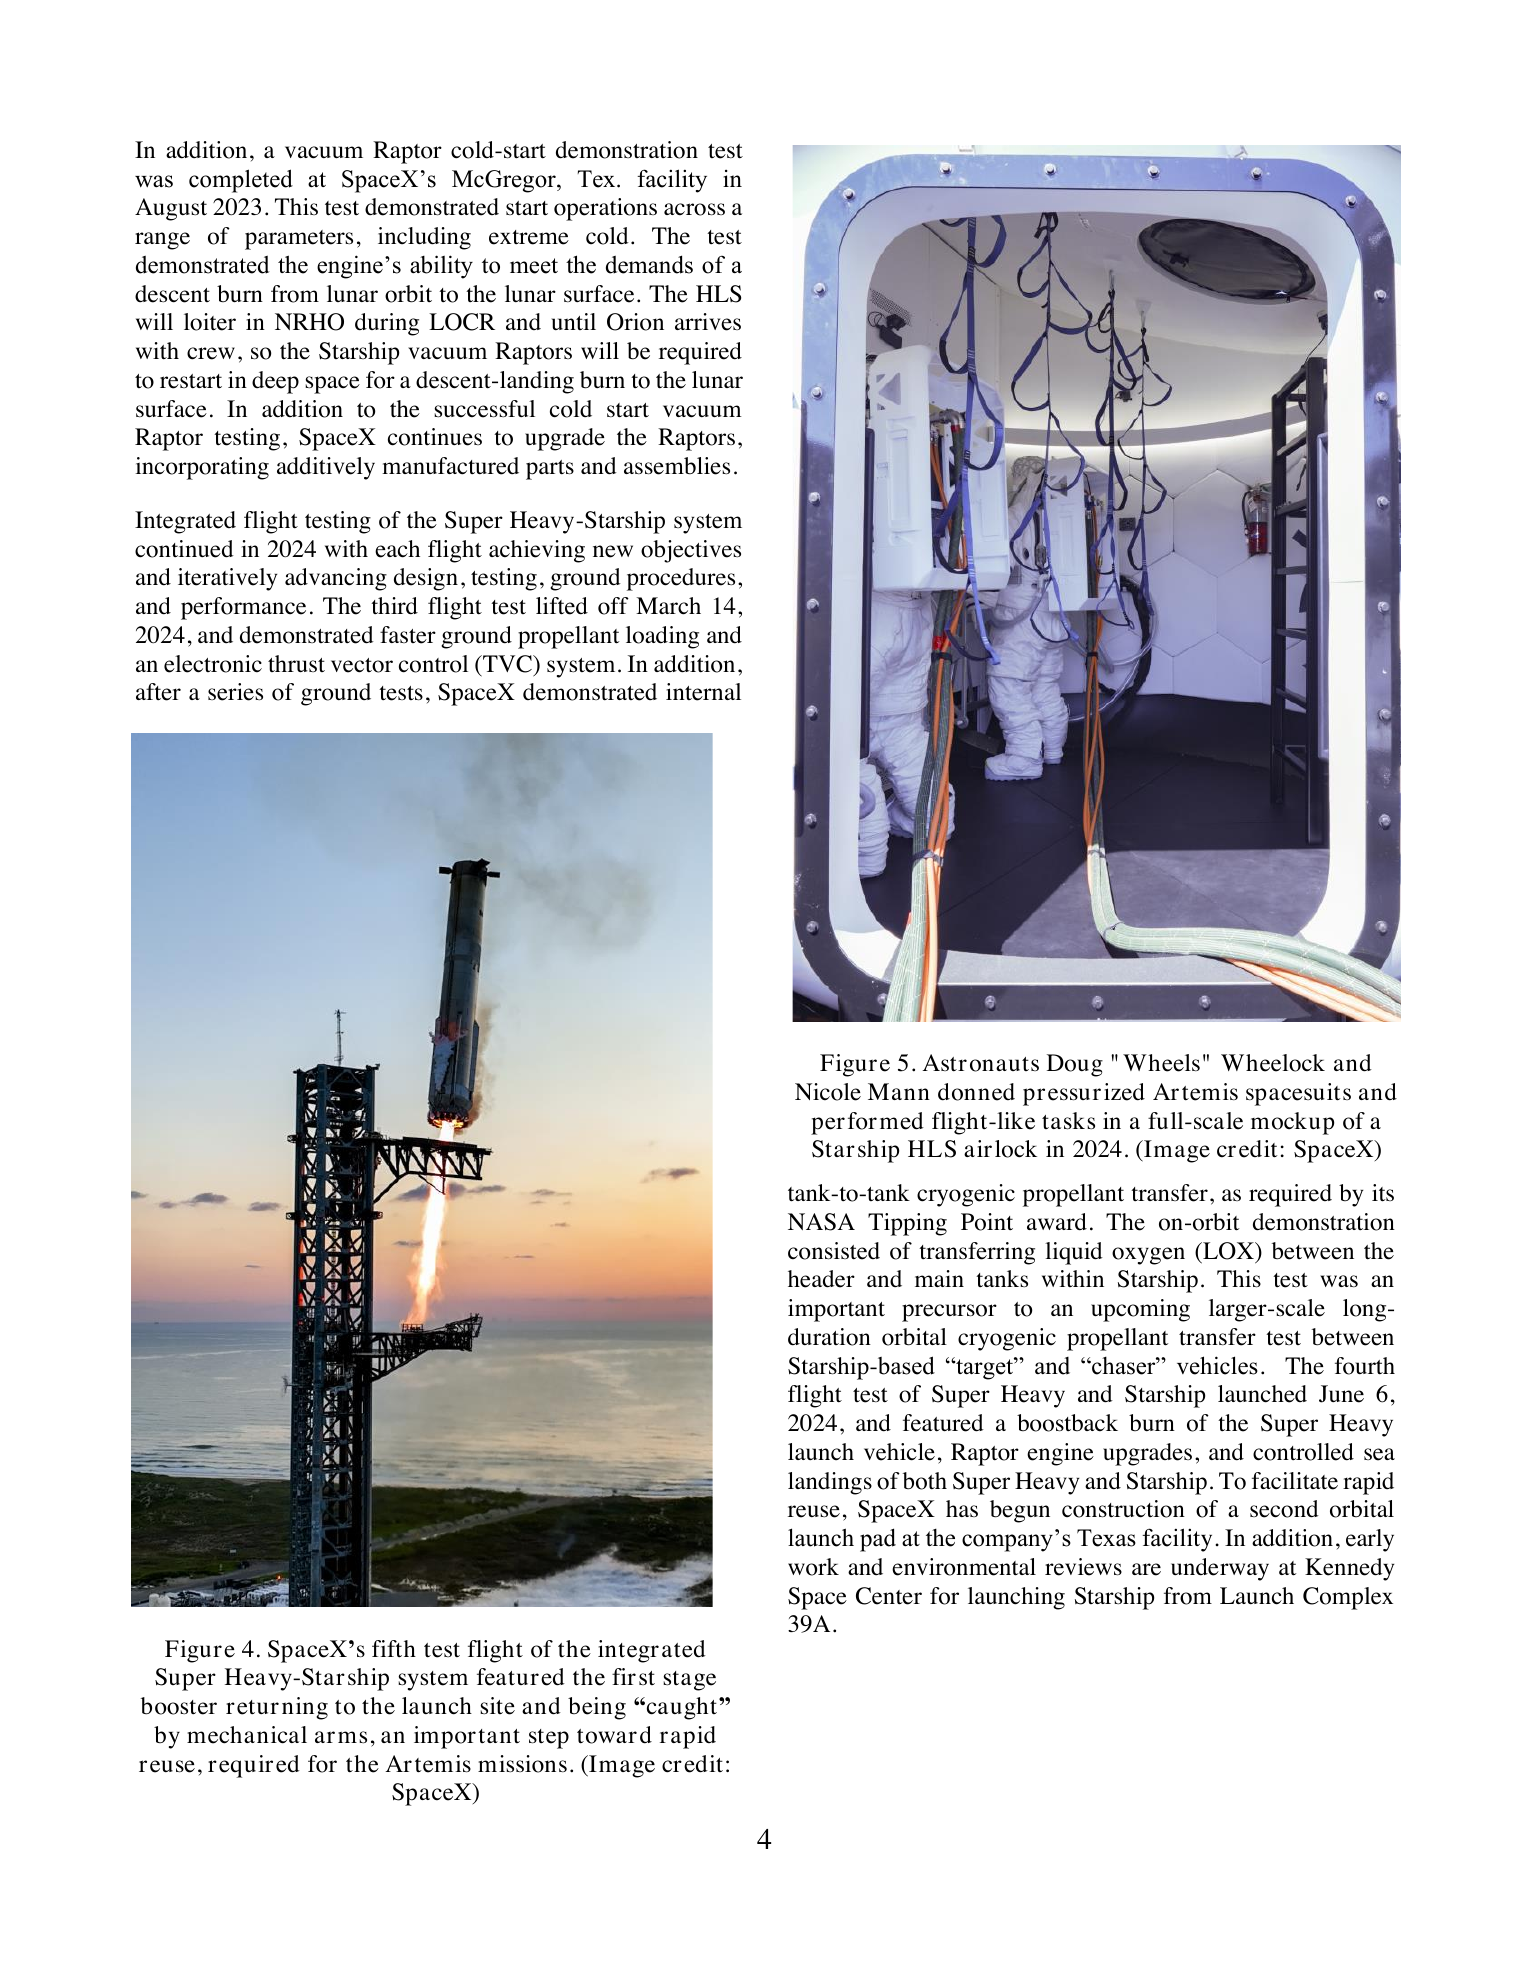 In addition, a vacuum Raptor cold-start demonstration test
was completed at SpaceX’s McGregor, Tex. facility in
August 2023. This test demonstrated start operations across a
range of parameters, including extreme cold. The test
demonstrated the engine’s ability to meet the demands of a
descent burn from lunar orbit to the lunar surface. The HLS
will loiter in NRHO during LOCR and until Orion arrives
with crew, so the Starship vacuum Raptors will be required
to restart in deep space for a descent-landing burn to the lunar
surface. In addition to the successful cold start vacuum
Raptor testing, SpaceX continues to upgrade the Raptors,
incorporating additively manufactured parts and assemblies.
Integrated flight testing of the Super Heavy-Starship system
continued in 2024 with each flight achieving new objectives
and iteratively advancing design, testing, ground procedures,
and performance. The third flight test lifted off March 14,
2024, and demonstrated faster ground propellant loading and
an electronic thrust vector control (TVC) system. In addition,
after a series of ground tests, SpaceX demonstrated internal
Figure 4. SpaceX’s fifth test flight of the integrated
Super Heavy-Starship system featured the first stage
booster returning to the launch site and being “caught”
by mechanical arms, an important step toward rapid
reuse, required for the Artemis missions. (Image credit:
SpaceX)
Figure 5. Astronauts Doug "Wheels" Wheelock and
Nicole Mann donned pressurized Artemis spacesuits and
performed flight-like tasks in a full-scale mockup of a
Starship HLS airlock in 2024. (Image credit: SpaceX)
tank-to-tank cryogenic propellant transfer, as required by its
NASA Tipping Point award. The on-orbit demonstration
consisted of transferring liquid oxygen (LOX) between the
header and main tanks within Starship. This test was an
important precursor to an upcoming larger-scale long-
duration orbital cryogenic propellant transfer test between
Starship-based “target” and “chaser” vehicles. The fourth
flight test of Super Heavy and Starship launched June 6,
2024, and featured a boostback burn of the Super Heavy
launch vehicle, Raptor engine upgrades, and controlled sea
landings of both Super Heavy and Starship. To facilitate rapid
reuse, SpaceX has begun construction of a second orbital
launch pad at the company’s Texas facility. In addition, early
work and environmental reviews are underway at Kennedy
Space Center for launching Starship from Launch Complex
39A.
4